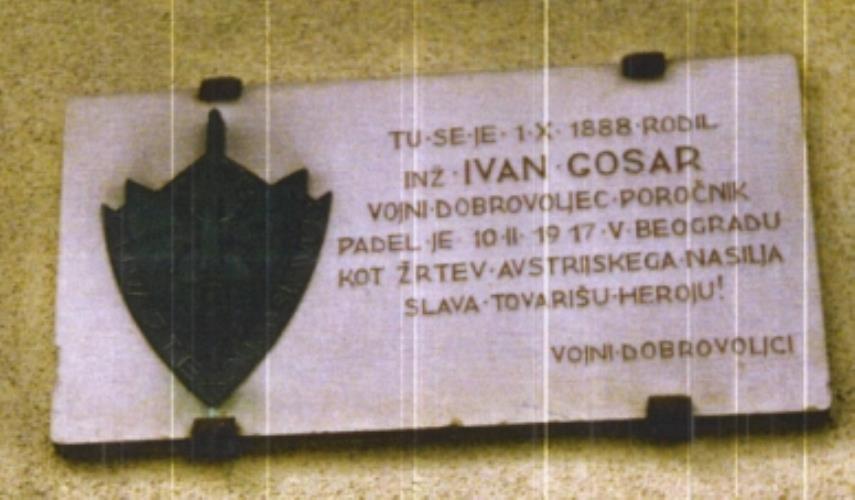 TU·SE·JE· 1·X· 1888·RODIL
INŽ·IVAN·GOSAR
VOJNI·DOBROVOLJEC·POROČNIK
PADEL·JE· 10·II· 1917·V·BEOGRADU
KOT ŽRTEV·AVSTRIJSKEGA·NASILJA
SLAVA·TOVARIŠU·HEROJU!
VOJNI·DOBROVOLJCI